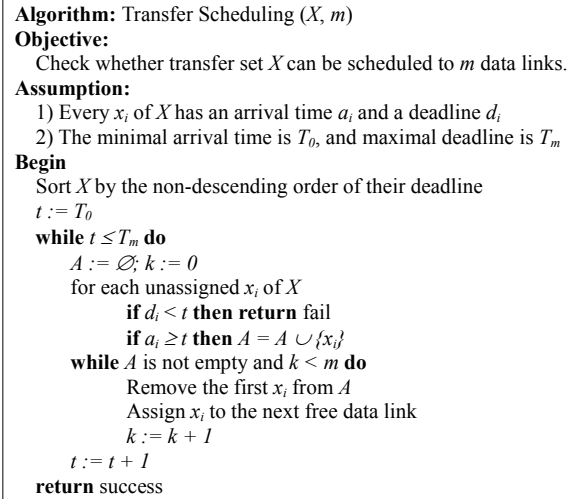 Algorithm: Transfer Scheduling (X, m)
Objective:
Check whether transfer set X can be scheduled to m data links.
Assumption:
1) Every xi of X has an arrival time ai and a deadline di
2) The minimal arrival time is T0, and maximal deadline is Tm
Begin
Sort X by the non-descending order of their deadline
t := T0
while t ≤ Tm do
A := ∅; k := 0
for each unassigned xi of X
if di < t then return fail
if ai ≥ t then A = A ∪ {xi}
while A is not empty and k < m do
Remove the first xi from A
Assign xi to the next free data link
k := k + 1
t := t + 1
return success